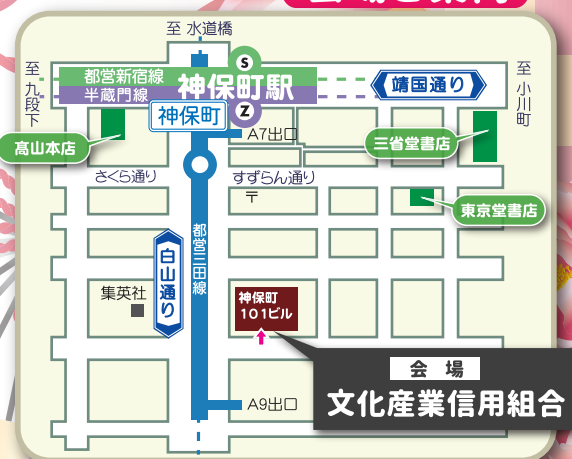 至 水道橋
至 九段下
都営新宿線
半蔵門線
神保町駅
S
Z
靖国通り
至 小川町
神保町
A7出口
高山本店
三省堂書店
さくら通り
すずらん通り
〒
東京堂書店
都営三田線
白山通り
集英社
神保町
101ビル
会 場
文化産業信用組合
A9出口